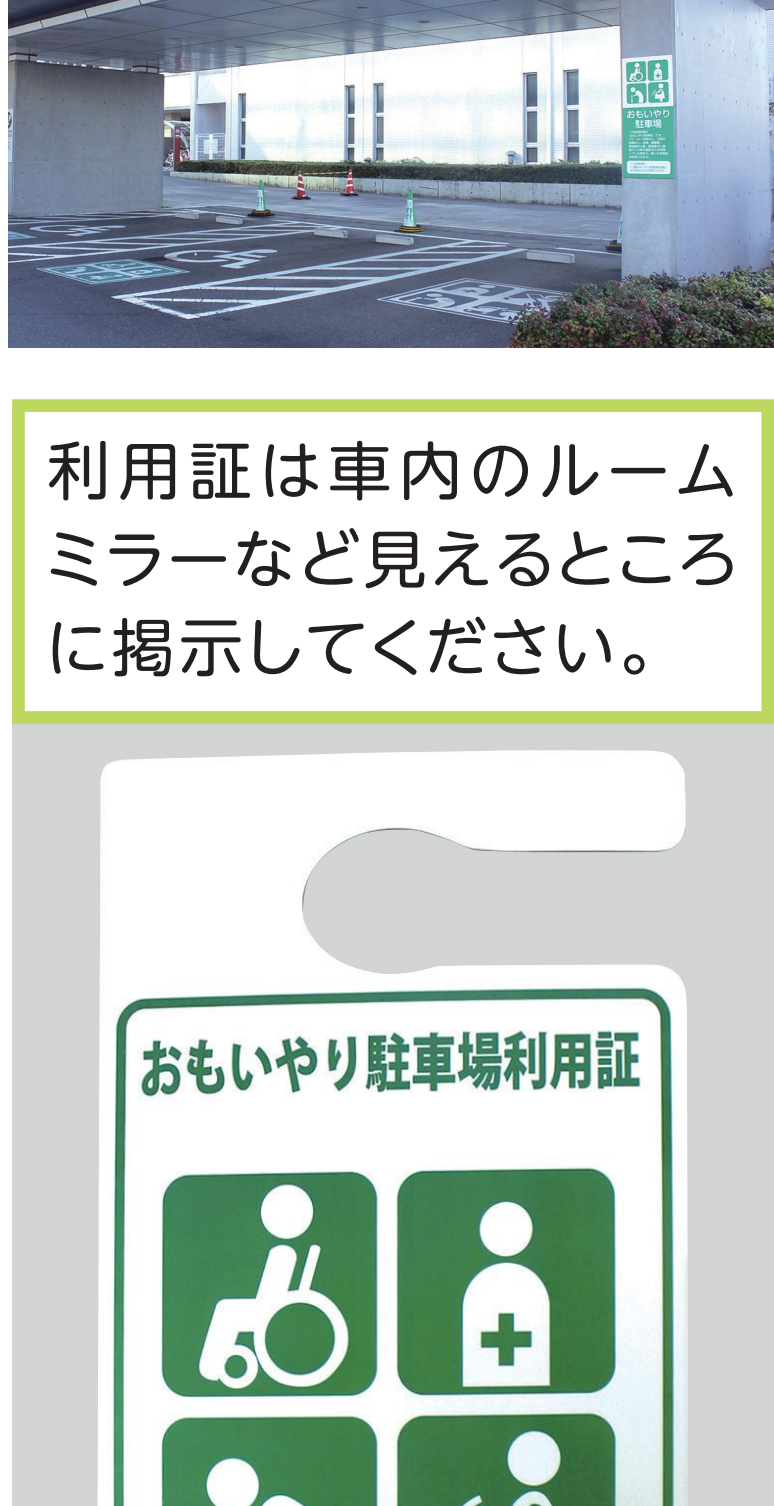 おもいやり
駐車場
利用証は車内のルーム
ミラーなど見えるところ
に掲示してください。
おもいやり駐車場利用証